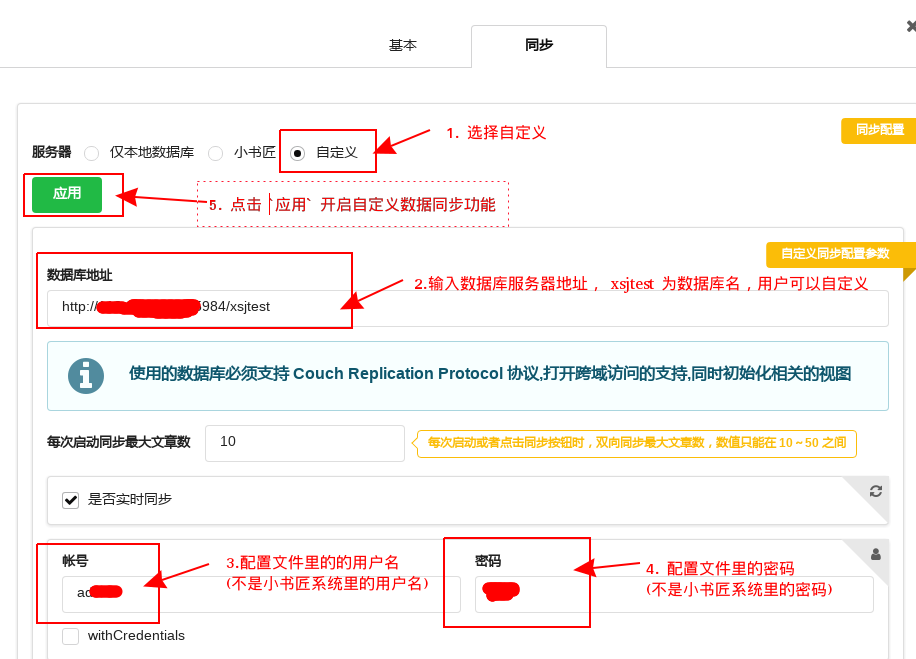 基本
同步
1. 选择自定义
同步配置
服务器 仅本地数据库 小书匠 自定义
应用
5. 点击 `应用` 开启自定义数据同步功能
自定义同步配置参数
数据库地址
2.输入数据库服务器地址， xsjtest 为数据库名，用户可以自定义
http:// 5984/xsjtest
使用的数据库必须支持 Couch Replication Protocol 协议,打开跨域访问的支持,同时初始化相关的视图
每次启动同步最大文章数 10 每次启动或者点击同步按钮时，双向同步最大文章数，数值只能在 10 ~ 50 之间
是否实时同步
帐号
3.配置文件里的的用户名
(不是小书匠系统里的用户名)
密码
4. 配置文件里的密码
(不是小书匠系统里的密码)
withCredentials